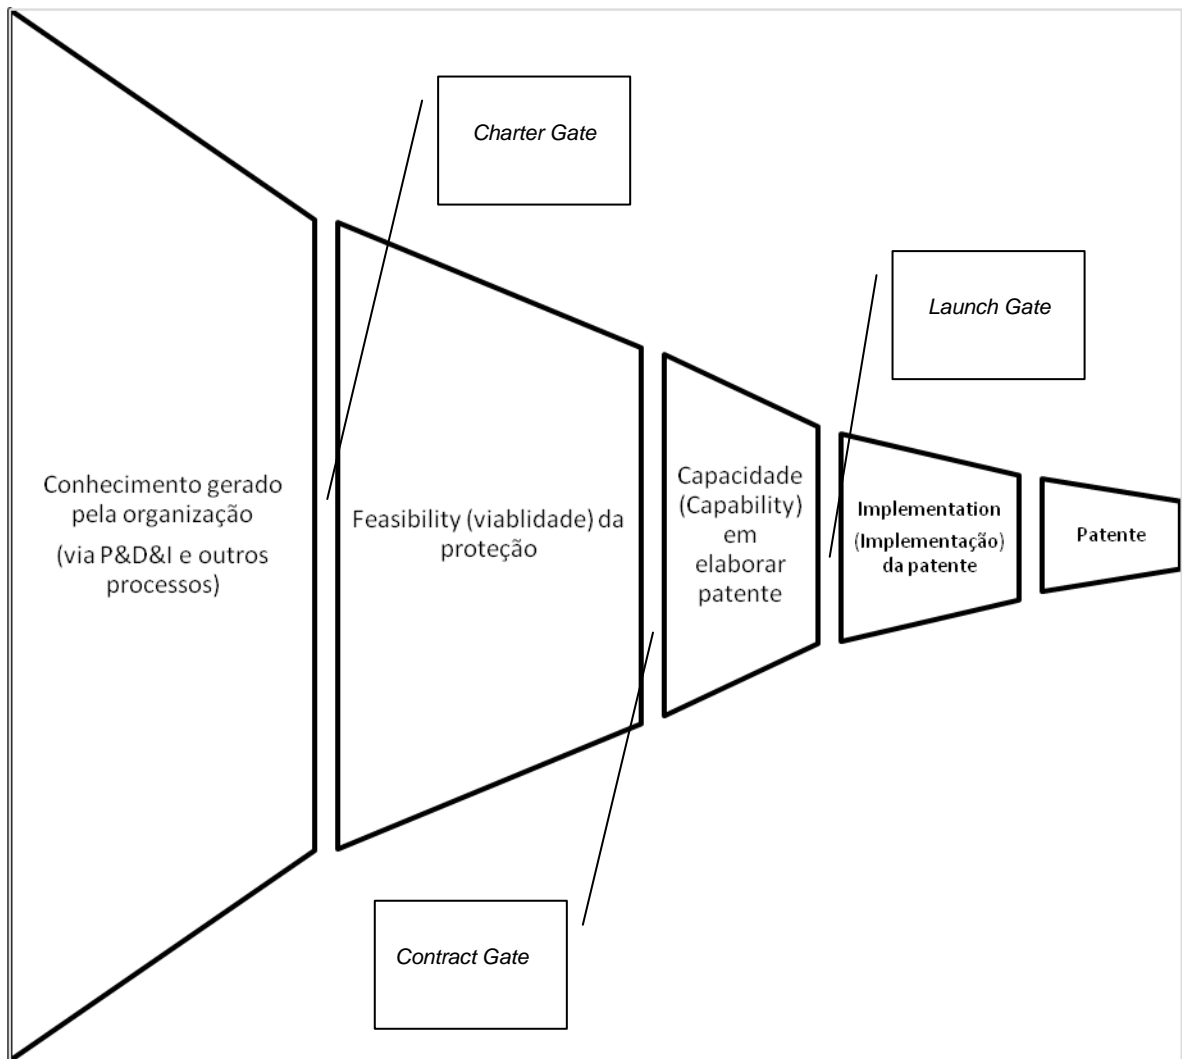 Charter Gate
Launch Gate
Conhecimento gerado
pela organização
(via P&D&I e outros
processos)
Feasibility (viablidade) da
proteção
Capacidade
(Capability)
em
elaborar
patente
Implementation
(Implementação)
da patente
Patente
Contract Gate